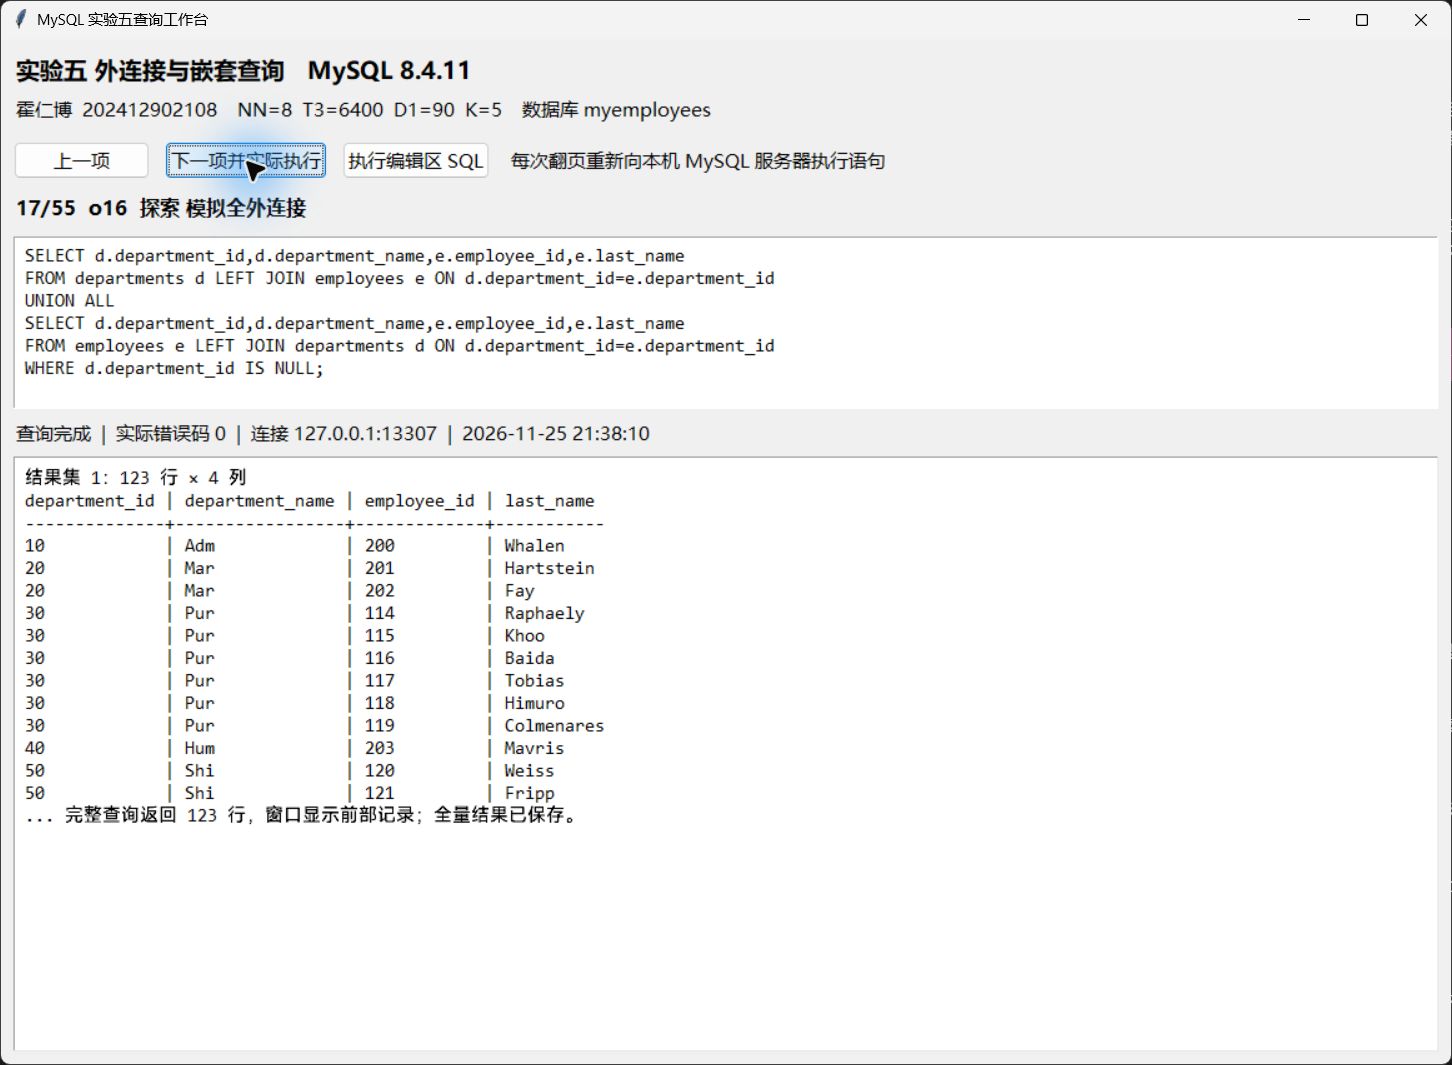 MySQL 实验五查询工作台
实验五 外连接与嵌套查询 MySQL 8.4.11
霍仁博 202412902108 NN=8 T3=6400 D1=90 K=5 数据库 myemployees
上一项 下一项并实际执行 执行编辑区 SQL 每次翻页重新向本机 MySQL 服务器执行语句
17/55 o16 探索 模拟全外连接
SELECT d.department_id,d.department_name,e.employee_id,e.last_name
FROM departments d LEFT JOIN employees e ON d.department_id=e.department_id
UNION ALL
SELECT d.department_id,d.department_name,e.employee_id,e.last_name
FROM employees e LEFT JOIN departments d ON d.department_id=e.department_id
WHERE d.department_id IS NULL;
查询完成 | 实际错误码 0 | 连接 127.0.0.1:13307 | 2026-11-25 21:38:10
结果集 1: 123 行 × 4 列
department_id | department_name | employee_id | last_name
--------------+-----------------+-------------+-----------
10 | Adm | 200 | Whalen
20 | Mar | 201 | Hartstein
20 | Mar | 202 | Fay
30 | Pur | 114 | Raphaely
30 | Pur | 115 | Khoo
30 | Pur | 116 | Baida
30 | Pur | 117 | Tobias
30 | Pur | 118 | Himuro
30 | Pur | 119 | Colmenares
40 | Hum | 203 | Mavris
50 | Shi | 120 | Weiss
50 | Shi | 121 | Fripp
... 完整查询返回 123 行，窗口显示前部记录；全量结果已保存。